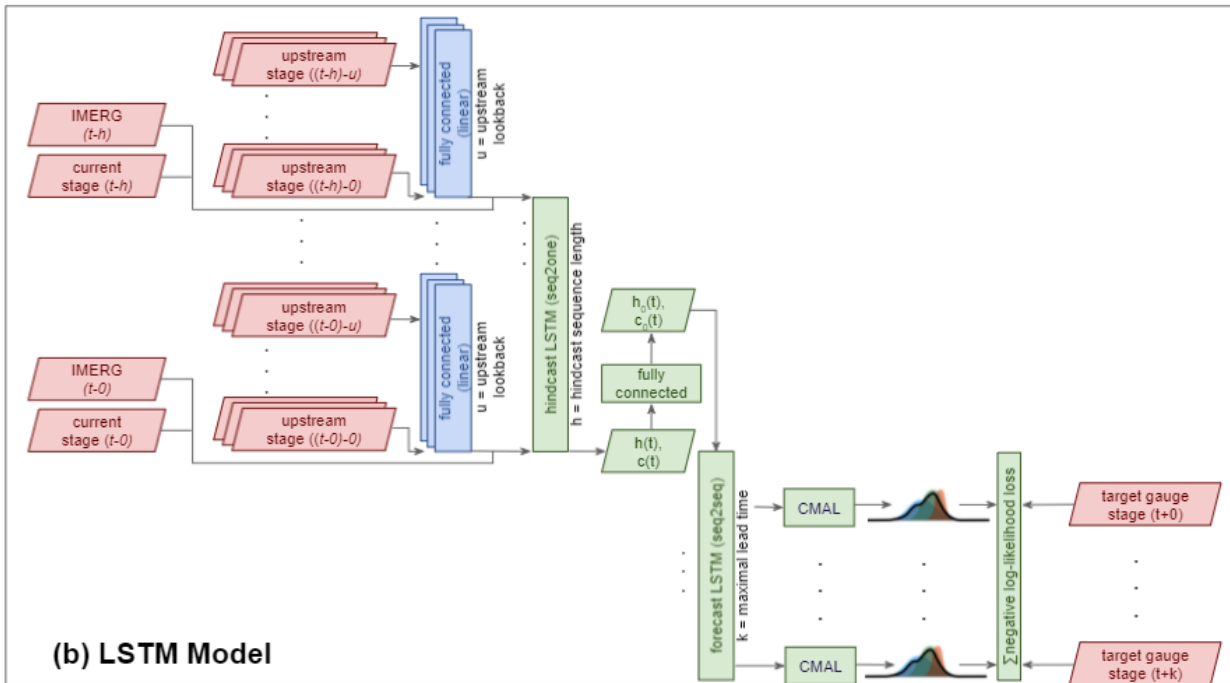 upstream
stage ((t-h)-u)
fully connected
(linear)
u = upstream
lookback
IMERG
(t-h)
current
stage (t-h)
upstream
stage ((t-h)-0)
hindcast LSTM (seq2one)
h = hindcast sequence length
upstream
stage ((t-0)-u)
fully connected
(linear)
u = upstream
lookback
IMERG
(t-0)
current
stage (t-0)
upstream
stage ((t-0)-0)
h₀(t),
c₀(t)
fully
connected
h(t),
c(t)
forecast LSTM (seq2seq)
k = maximal lead time
CMAL
∑negative log-likelihood loss
target gauge
stage (t+0)
CMAL
target gauge
stage (t+k)
(b) LSTM Model